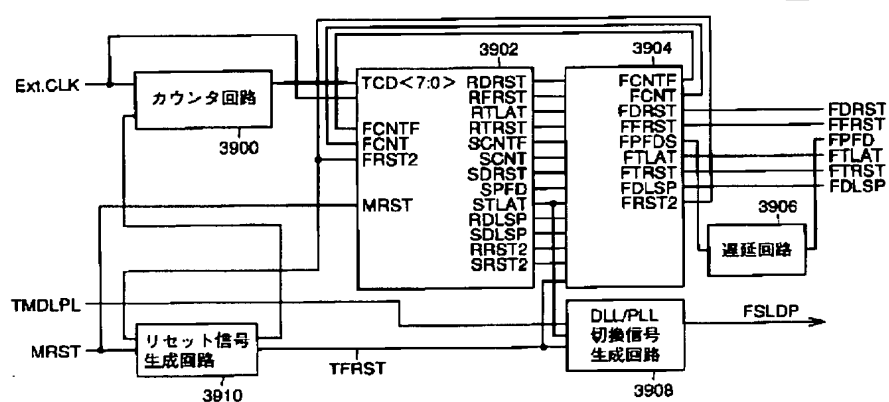 3902
3904
Ext.CLK
カウンタ回路
3900
TCD<7:0>
FCNTF
FCNT
FRST2
MRST
RDRST
RFRST
RTLAT
RTRST
SCNTF
SCNT
SDRST
SPFD
STLAT
RDLSP
SDLSP
RRST2
SRST2
FCNTF
FCNT
FDRST
FFRST
FPFDS
FTLAT
FTRST
FDLSP
FRST2
FDRST
FFRST
FPFD
FTLAT
FTRST
FDLSP
3906
遅延回路
TMDLPL
MRST
リセット信号
生成回路
3910
TFRST
DLL/PLL
切換信号
生成回路
3908
FSLDP